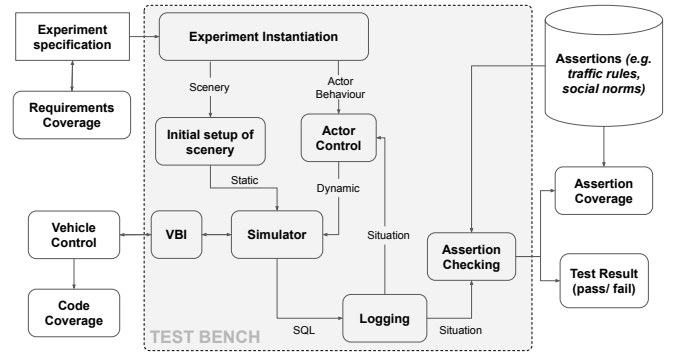 Experiment
specification
Experiment Instantiation
Assertions (e.g.
traffic rules,
social norms)
Scenery
Actor
Behaviour
Requirements
Coverage
Initial setup of
scenery
Actor
Control
Static
Dynamic
Assertion
Coverage
Vehicle
Control
VBI
Simulator
Situation
Assertion
Checking
Test Result
(pass/ fail)
Code
Coverage
Logging
SQL
Situation
TEST BENCH